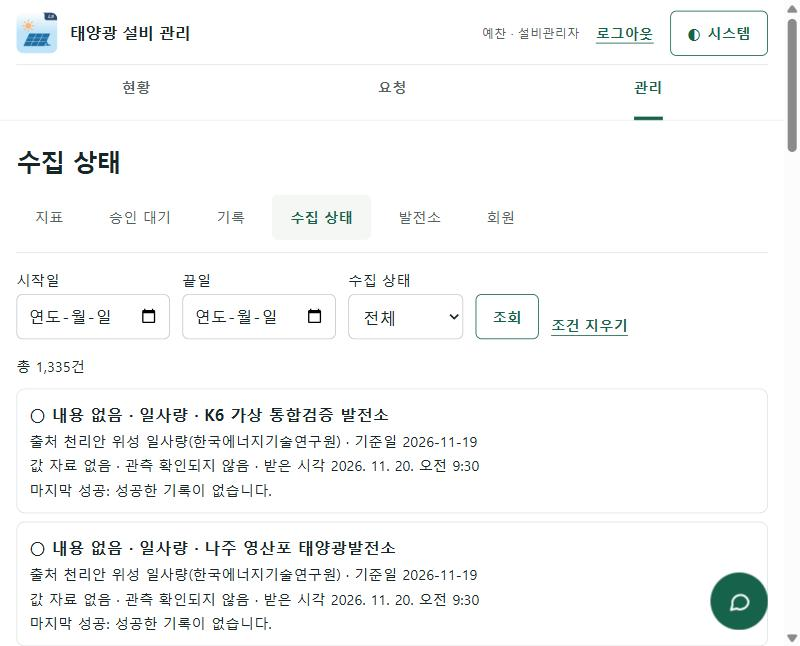 태양광 설비 관리
예찬 · 설비관리자
로그아웃
시스템
현황
요청
관리
수집 상태
지표
승인 대기
기록
수집 상태
발전소
회원
시작일
끝일
수집 상태
연도-월-일
연도-월-일
전체
조회
조건 지우기
총 1,335건
○ 내용 없음 · 일사량 · K6 가상 통합검증 발전소
출처 천리안 위성 일사량(한국에너지기술연구원) · 기준일 2026-11-19
값 자료 없음 · 관측 확인되지 않음 · 받은 시각 2026. 11. 20. 오전 9:30
마지막 성공: 성공한 기록이 없습니다.
○ 내용 없음 · 일사량 · 나주 영산포 태양광발전소
출처 천리안 위성 일사량(한국에너지기술연구원) · 기준일 2026-11-19
값 자료 없음 · 관측 확인되지 않음 · 받은 시각 2026. 11. 20. 오전 9:30
마지막 성공: 성공한 기록이 없습니다.